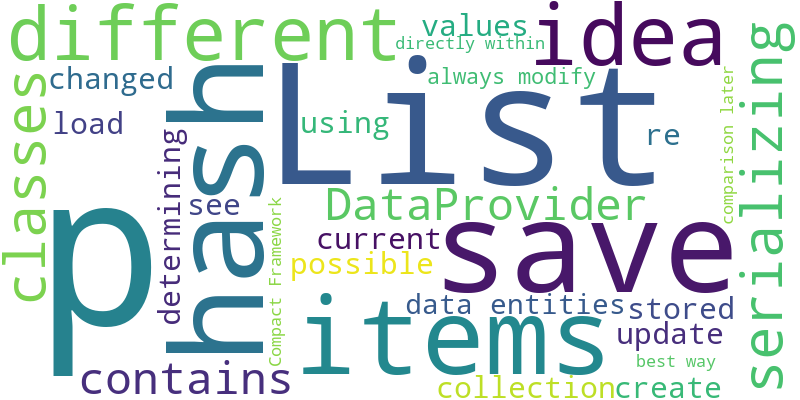 different
values
idea
directly within
changed
List
always modify
classes
load
hash
using
re
comparison later
serializing
determining
see
DataProvider
p
Compact Framework
current
save
possible
items
data entities
stored
update
contains
best way
collection
create